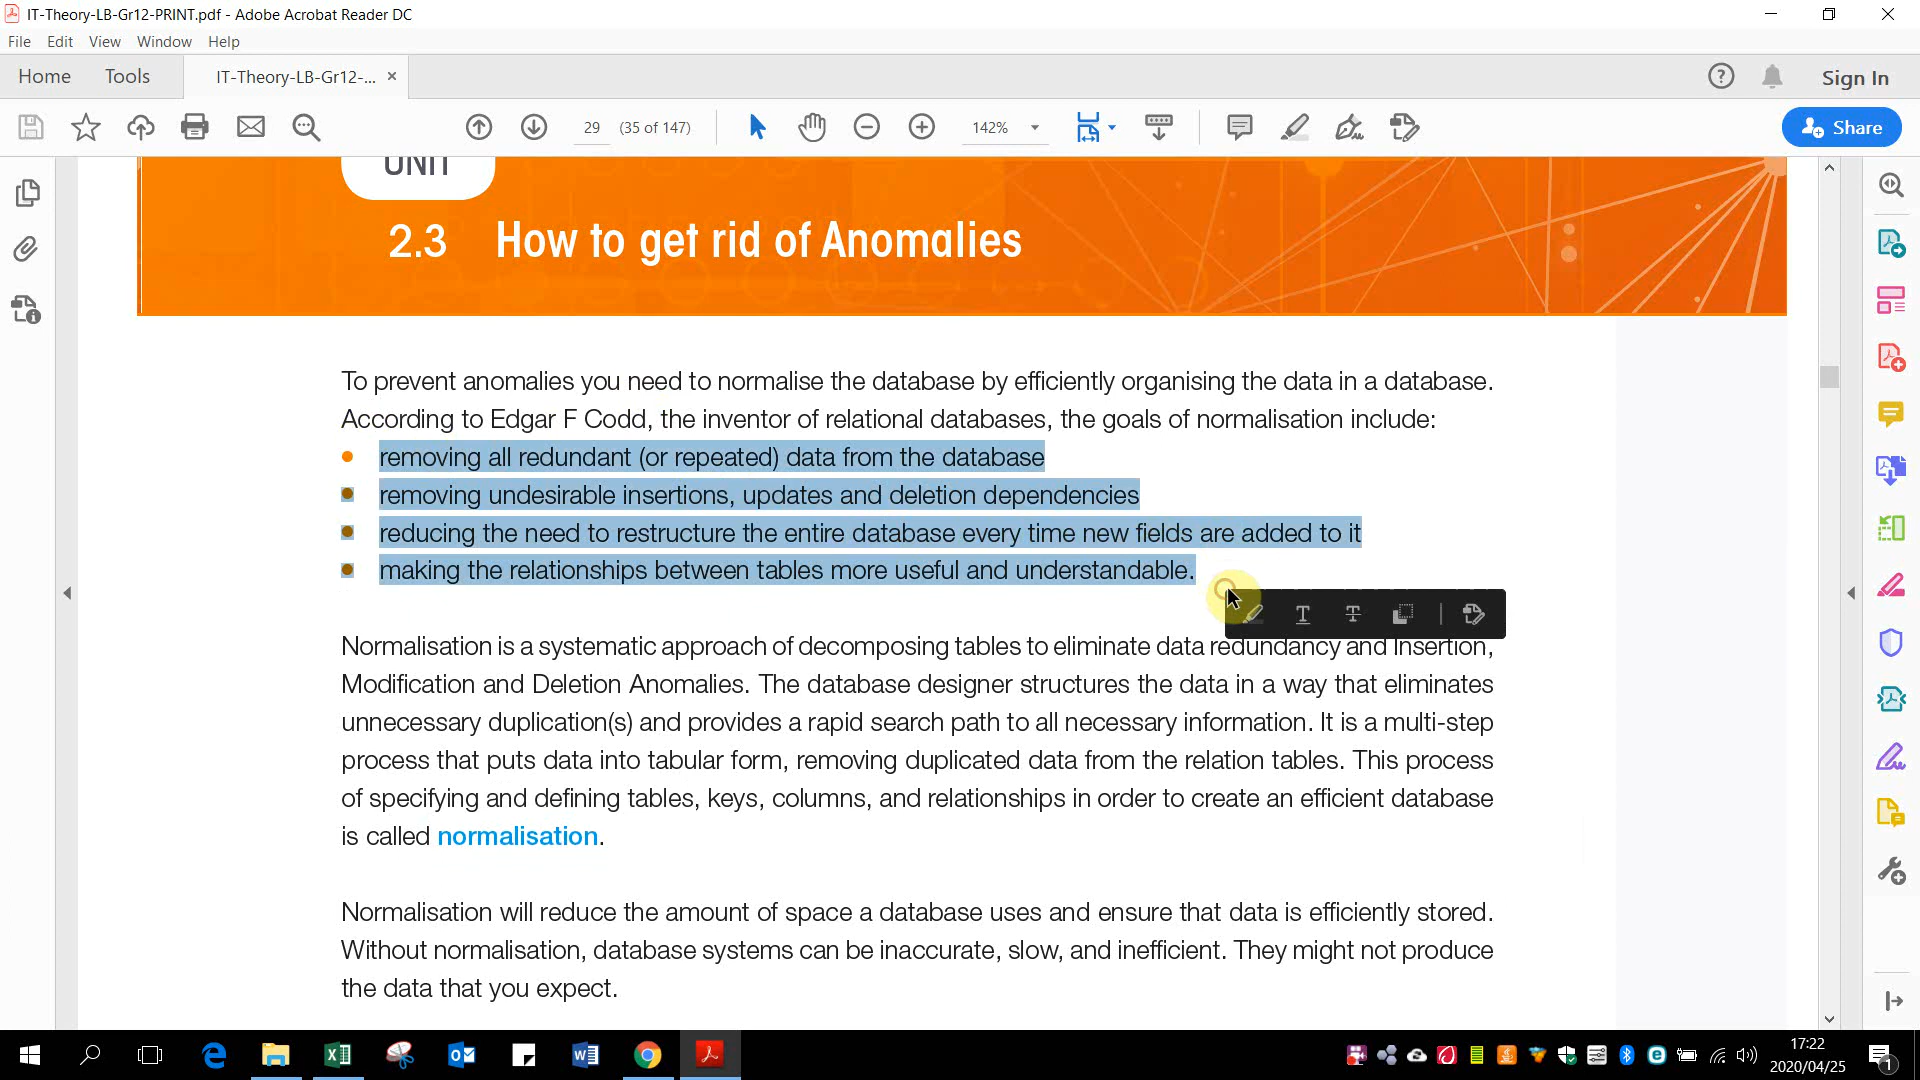 IT-Theory-LB-Gr12-PRINT.pdf - Adobe Acrobat Reader DC
File Edit View Window Help
Home Tools IT-Theory-LB-Gr12-... × Sign In
29 (35 of 147) 142% Share
UNIT
2.3 How to get rid of Anomalies
To prevent anomalies you need to normalise the database by efficiently organising the data in a database.
According to Edgar F Codd, the inventor of relational databases, the goals of normalisation include:
• removing all redundant (or repeated) data from the database
• removing undesirable insertions, updates and deletion dependencies
• reducing the need to restructure the entire database every time new fields are added to it
• making the relationships between tables more useful and understandable.
Normalisation is a systematic approach of decomposing tables to eliminate data redundancy and Insertion,
Modification and Deletion Anomalies. The database designer structures the data in a way that eliminates
unnecessary duplication(s) and provides a rapid search path to all necessary information. It is a multi-step
process that puts data into tabular form, removing duplicated data from the relation tables. This process
of specifying and defining tables, keys, columns, and relationships in order to create an efficient database
is called normalisation.
Normalisation will reduce the amount of space a database uses and ensure that data is efficiently stored.
Without normalisation, database systems can be inaccurate, slow, and inefficient. They might not produce
the data that you expect.
17:22
2020/04/25
1